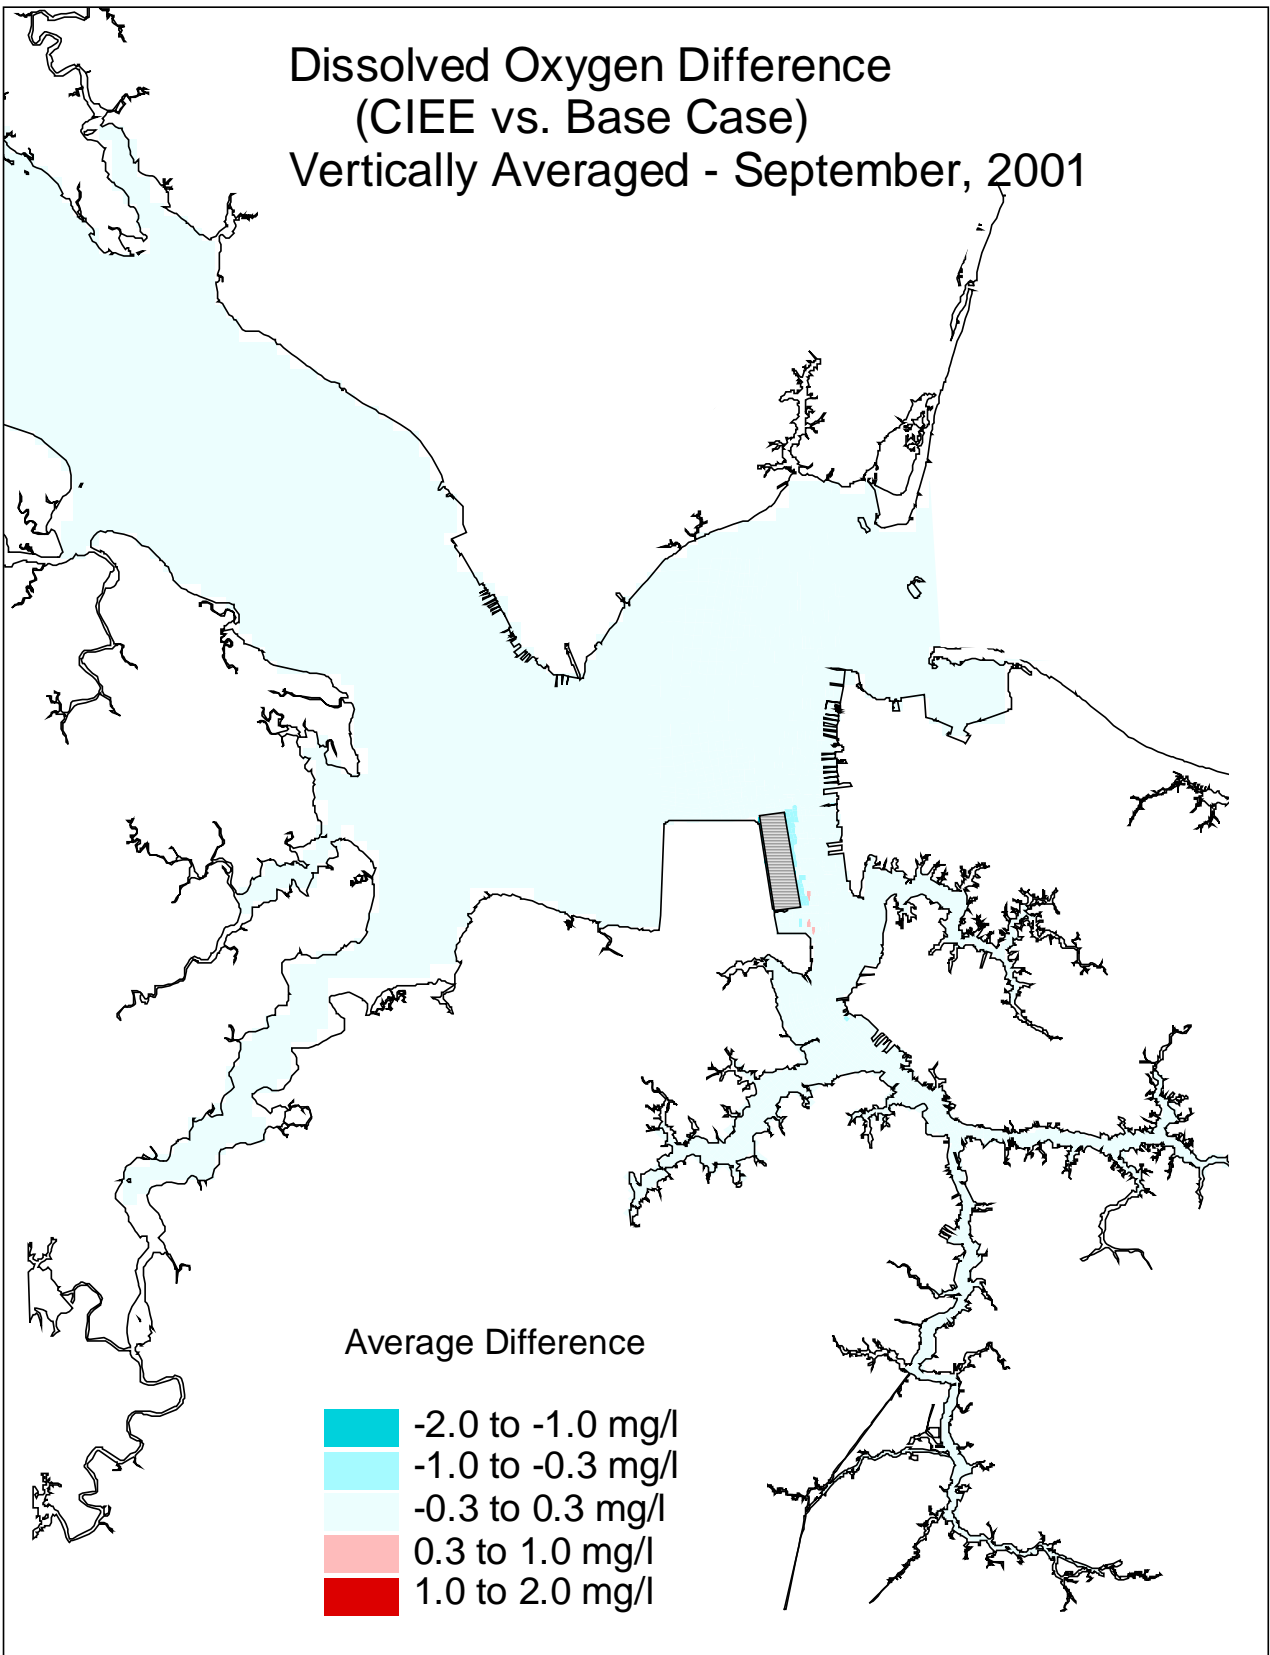 Dissolved Oxygen Difference
(CIEE vs. Base Case)
Vertically Averaged - September, 2001
Average Difference
-2.0 to -1.0 mg/l
-1.0 to -0.3 mg/l
-0.3 to 0.3 mg/l
0.3 to 1.0 mg/l
1.0 to 2.0 mg/l